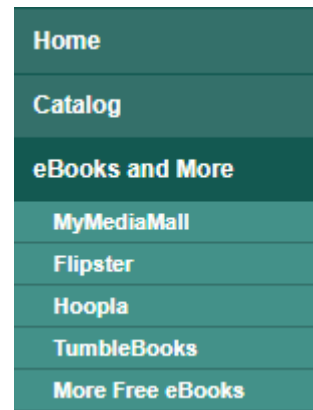 Home
Catalog
eBooks and More
MyMediaMall
Flipster
Hoopla
TumbleBooks
More Free eBooks